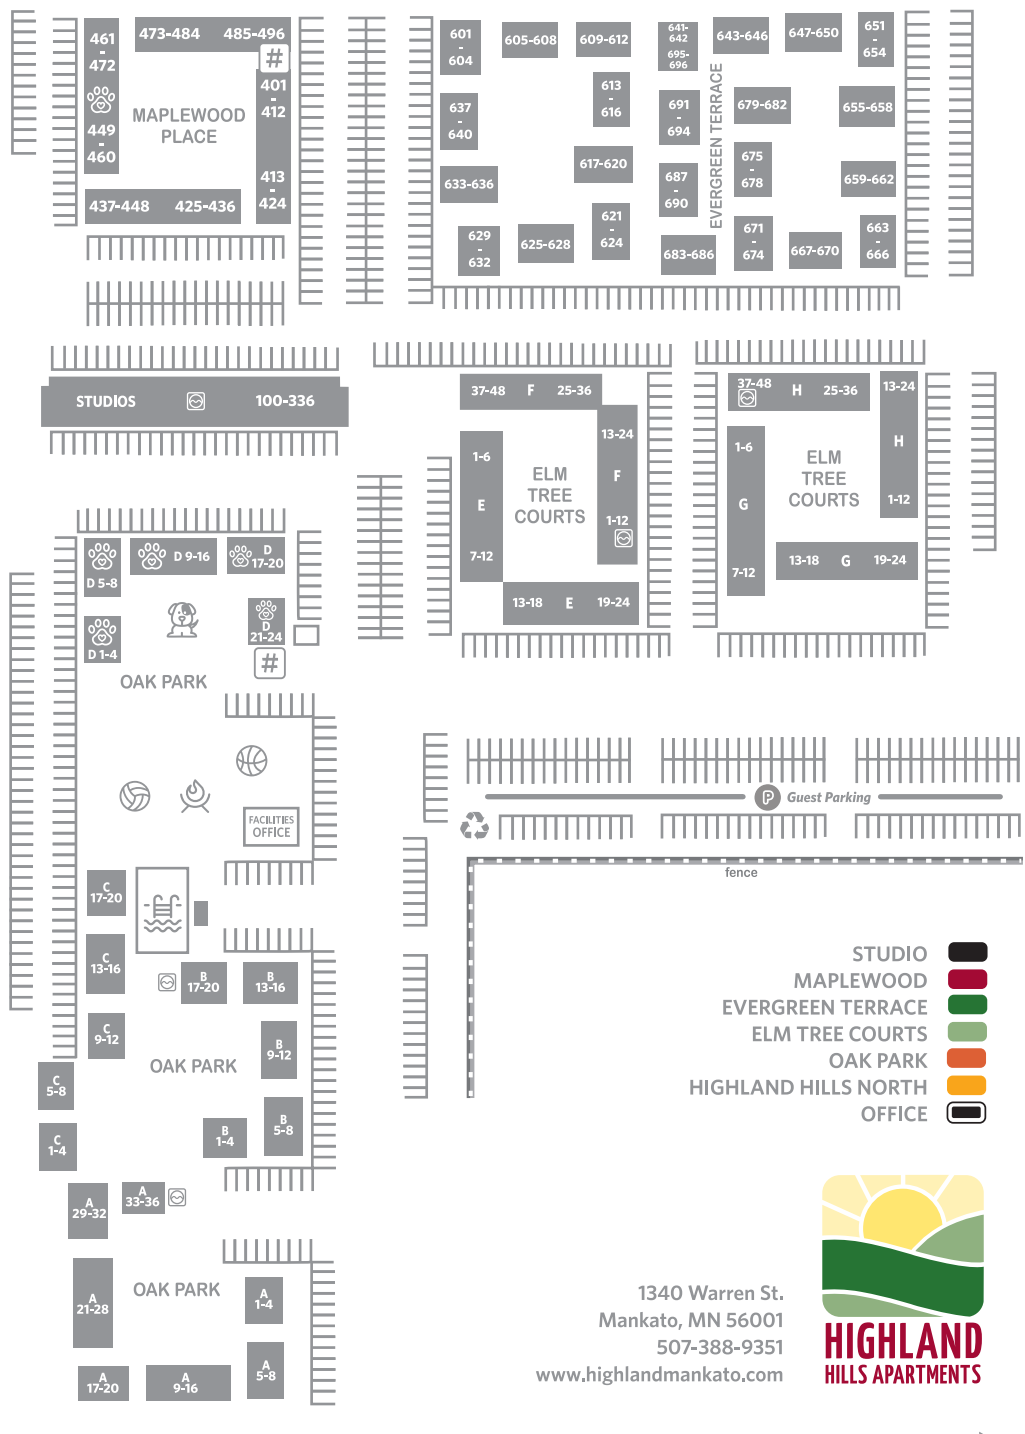 461
-
472
473-484
485-496
#
401
-
412
MAPLEWOOD
PLACE
449
-
460
413
-
424
437-448
425-436
601
-
604
605-608
609-612
641-
642
695-
696
643-646
647-650
651
-
654
613
-
616
637
-
640
691
-
694
EVERGREEN TERRACE
679-682
655-658
617-620
675
-
678
633-636
687
-
690
659-662
621
-
624
629
-
632
625-628
683-686
671
-
674
667-670
663
-
666
STUDIOS
100-336
37-48
F
25-36
13-24
F
1-12
1-6
E
7-12
ELM
TREE
COURTS
13-18
E
19-24
37-48
H
25-36
13-24
H
1-12
1-6
G
7-12
ELM
TREE
COURTS
13-18
G
19-24
D 5-8
D 9-16
D
17-20
D
21-24
D 1-4
#
OAK PARK
FACILITIES
OFFICE
P
Guest Parking
fence
C
17-20
C
13-16
B
17-20
B
13-16
C
9-12
B
9-12
OAK PARK
C
5-8
B
5-8
B
1-4
C
1-4
A
33-36
A
29-32
OAK PARK
A
21-28
A
1-4
A
5-8
A
17-20
A
9-16
STUDIO
MAPLEWOOD
EVERGREEN TERRACE
ELM TREE COURTS
OAK PARK
HIGHLAND HILLS NORTH
OFFICE
1340 Warren St.
Mankato, MN 56001
507-388-9351
www.highlandmankato.com
HIGHLAND
HILLS APARTMENTS